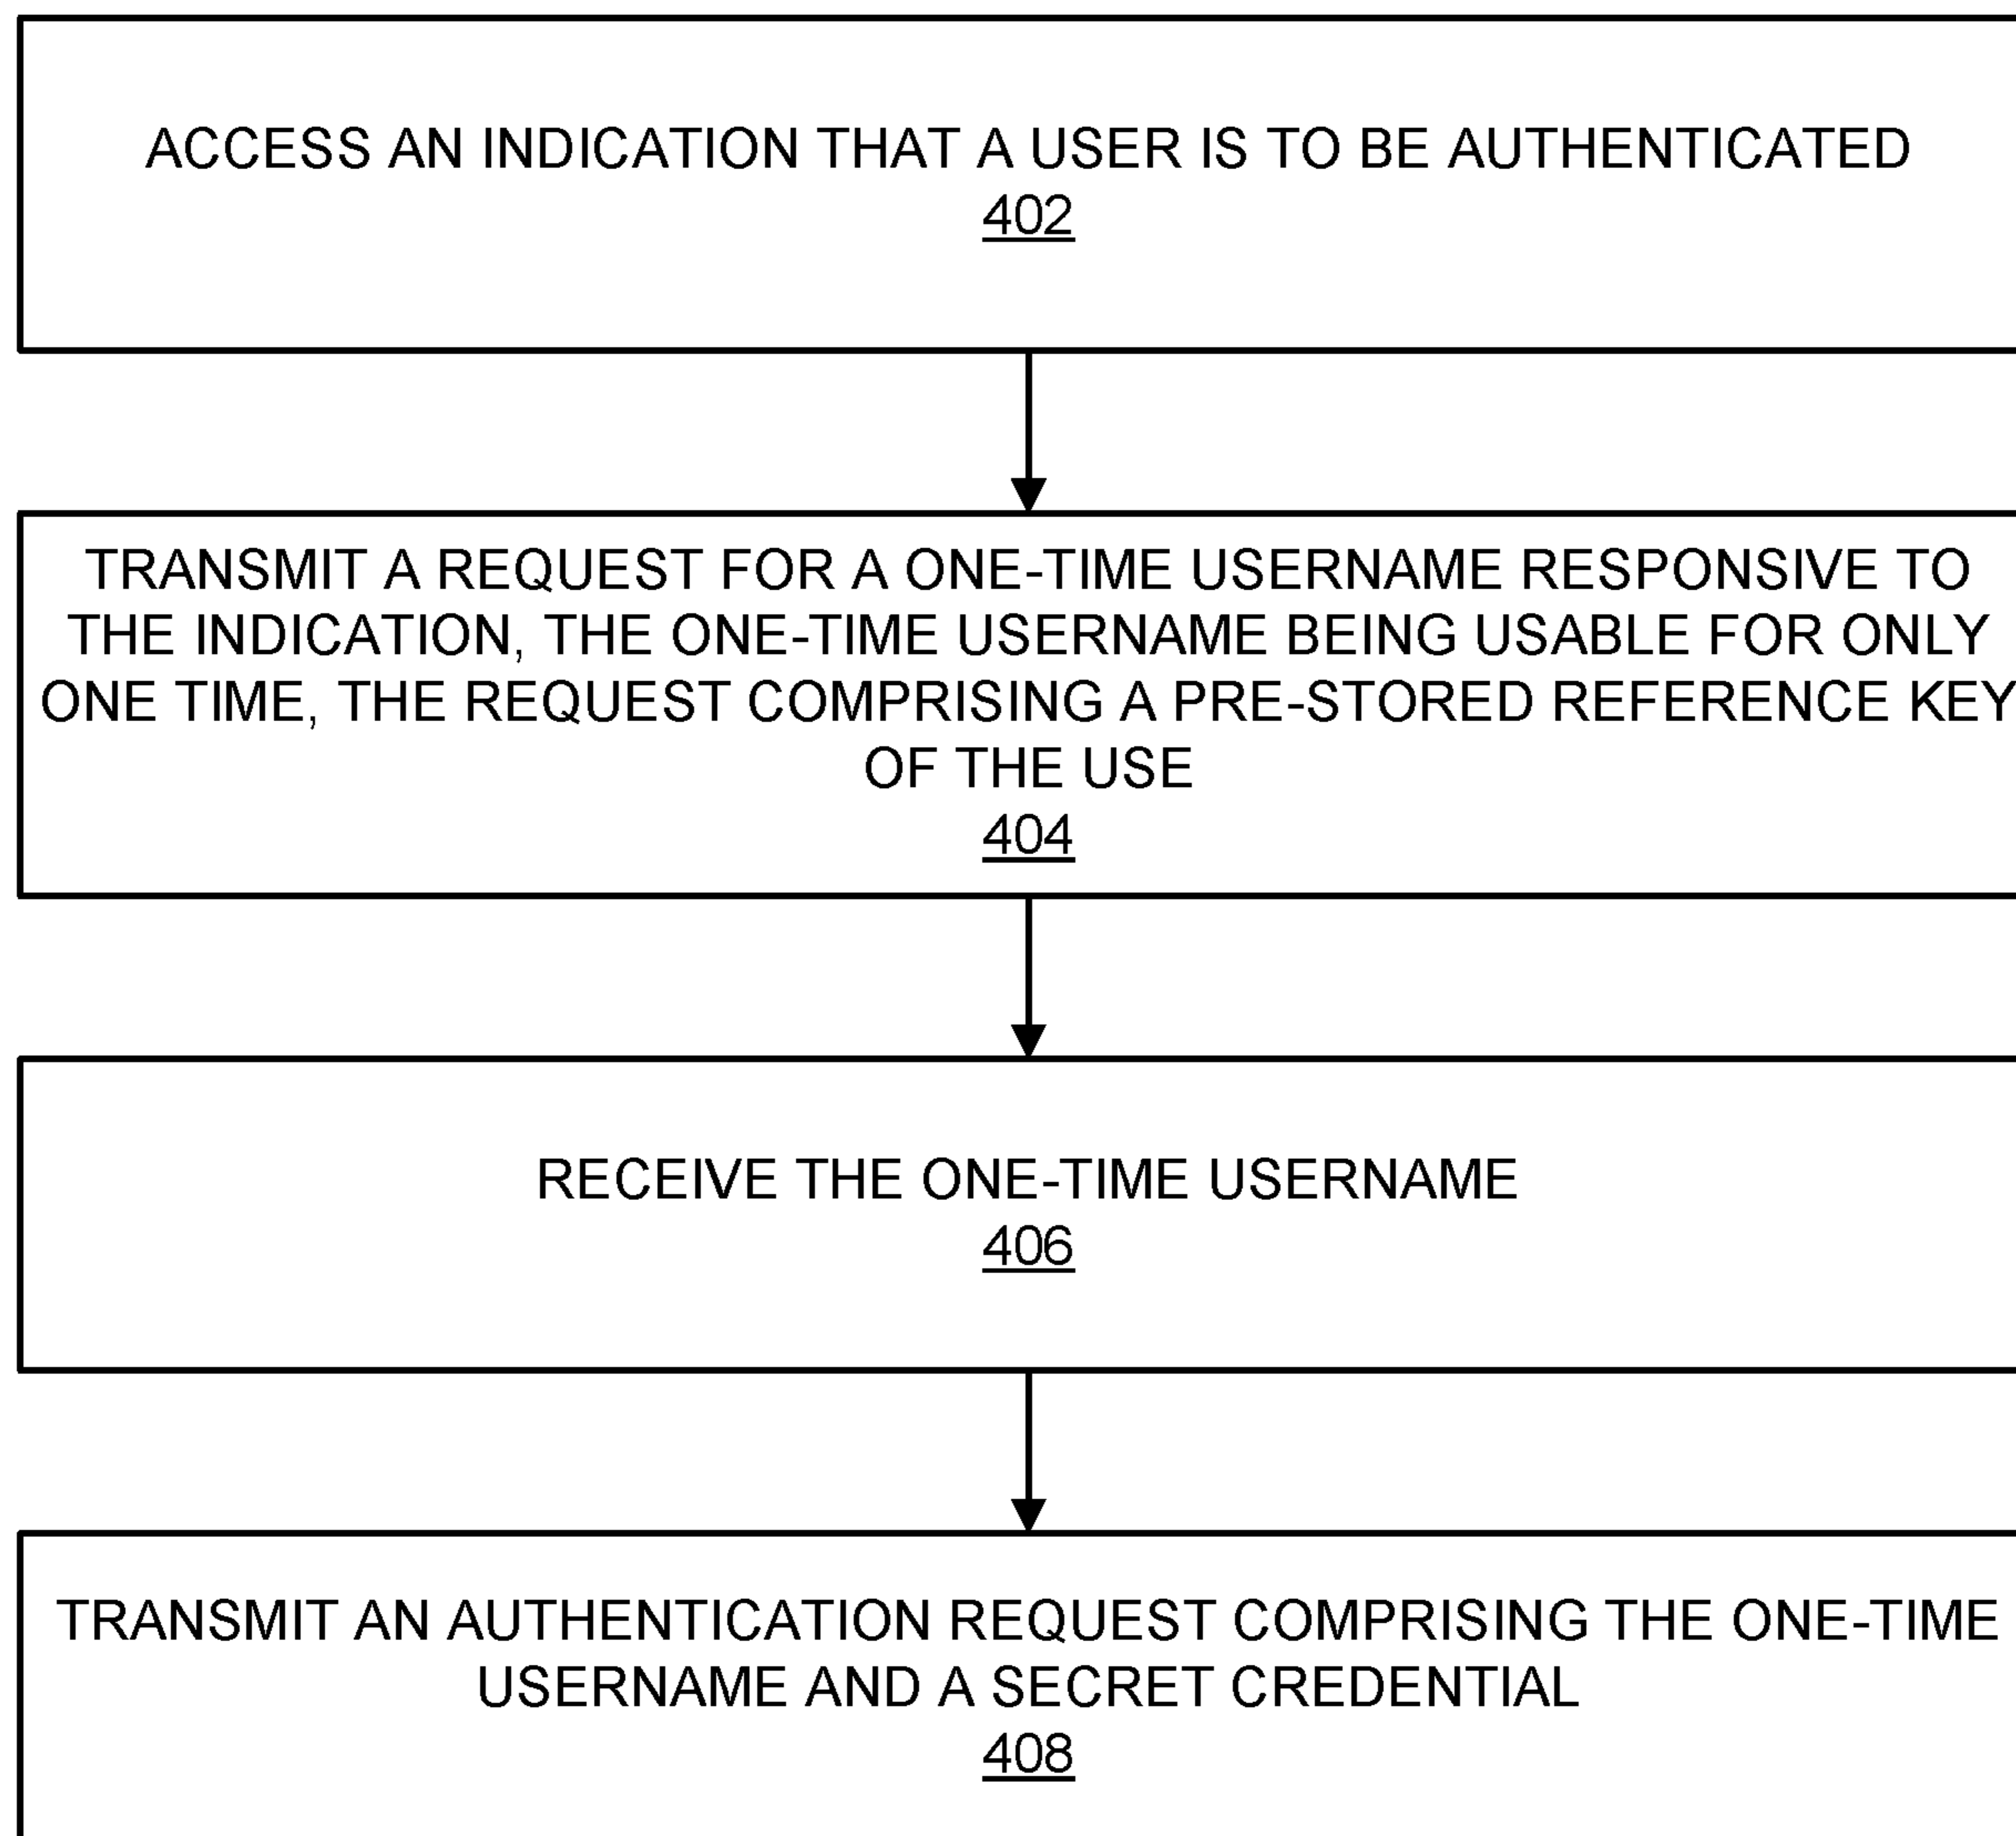 ACCESS AN INDICATION THAT A USER IS TO BE AUTHENTICATED
402
TRANSMIT A REQUEST FOR A ONE-TIME USERNAME RESPONSIVE TO
THE INDICATION, THE ONE-TIME USERNAME BEING USABLE FOR ONLY
ONE TIME, THE REQUEST COMPRISING A PRE-STORED REFERENCE KEY
OF THE USE
404
RECEIVE THE ONE-TIME USERNAME
406
TRANSMIT AN AUTHENTICATION REQUEST COMPRISING THE ONE-TIME
USERNAME AND A SECRET CREDENTIAL
408